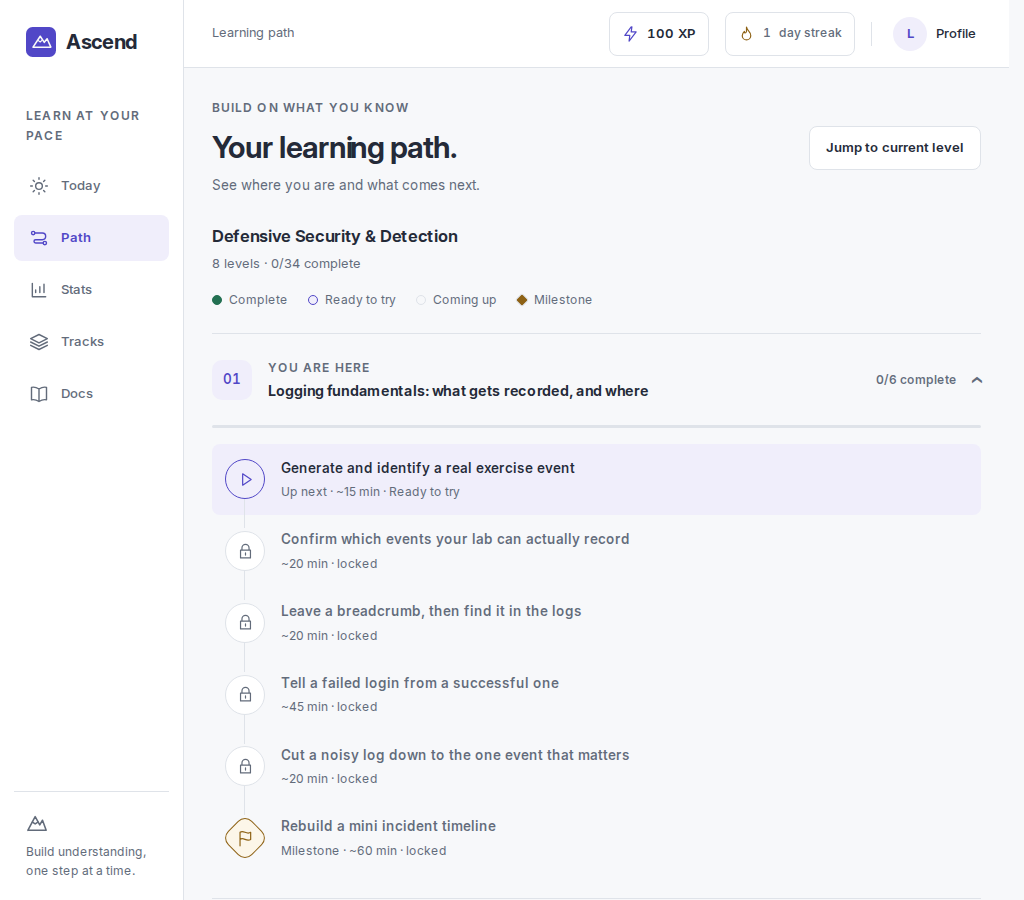 Ascend
Learning path
100 XP
1 day streak
L
Profile
LEARN AT YOUR
PACE
Today
Path
Stats
Tracks
Docs
Build understanding,
one step at a time.
BUILD ON WHAT YOU KNOW
Your learning path.
See where you are and what comes next.
Jump to current level
Defensive Security & Detection
8 levels · 0/34 complete
Complete
Ready to try
Coming up
Milestone
01
YOU ARE HERE
Logging fundamentals: what gets recorded, and where
0/6 complete
Generate and identify a real exercise event
Up next · ~15 min · Ready to try
Confirm which events your lab can actually record
~20 min · locked
Leave a breadcrumb, then find it in the logs
~20 min · locked
Tell a failed login from a successful one
~45 min · locked
Cut a noisy log down to the one event that matters
~20 min · locked
Rebuild a mini incident timeline
Milestone · ~60 min · locked